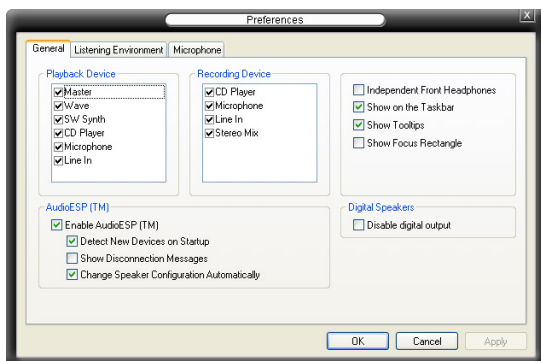 Preferences
X
General
Listening Environment
Microphone
Playback Device
Master
Wave
SW Synth
CD Player
Microphone
Line In
Recording Device
CD Player
Microphone
Line In
Stereo Mix
Independent Front Headphones
Show on the Taskbar
Show Tooltips
Show Focus Rectangle
AudioESP (TM)
Enable AudioESP (TM)
Detect New Devices on Startup
Show Disconnection Messages
Change Speaker Configuration Automatically
Digital Speakers
Disable digital output
OK
Cancel
Apply